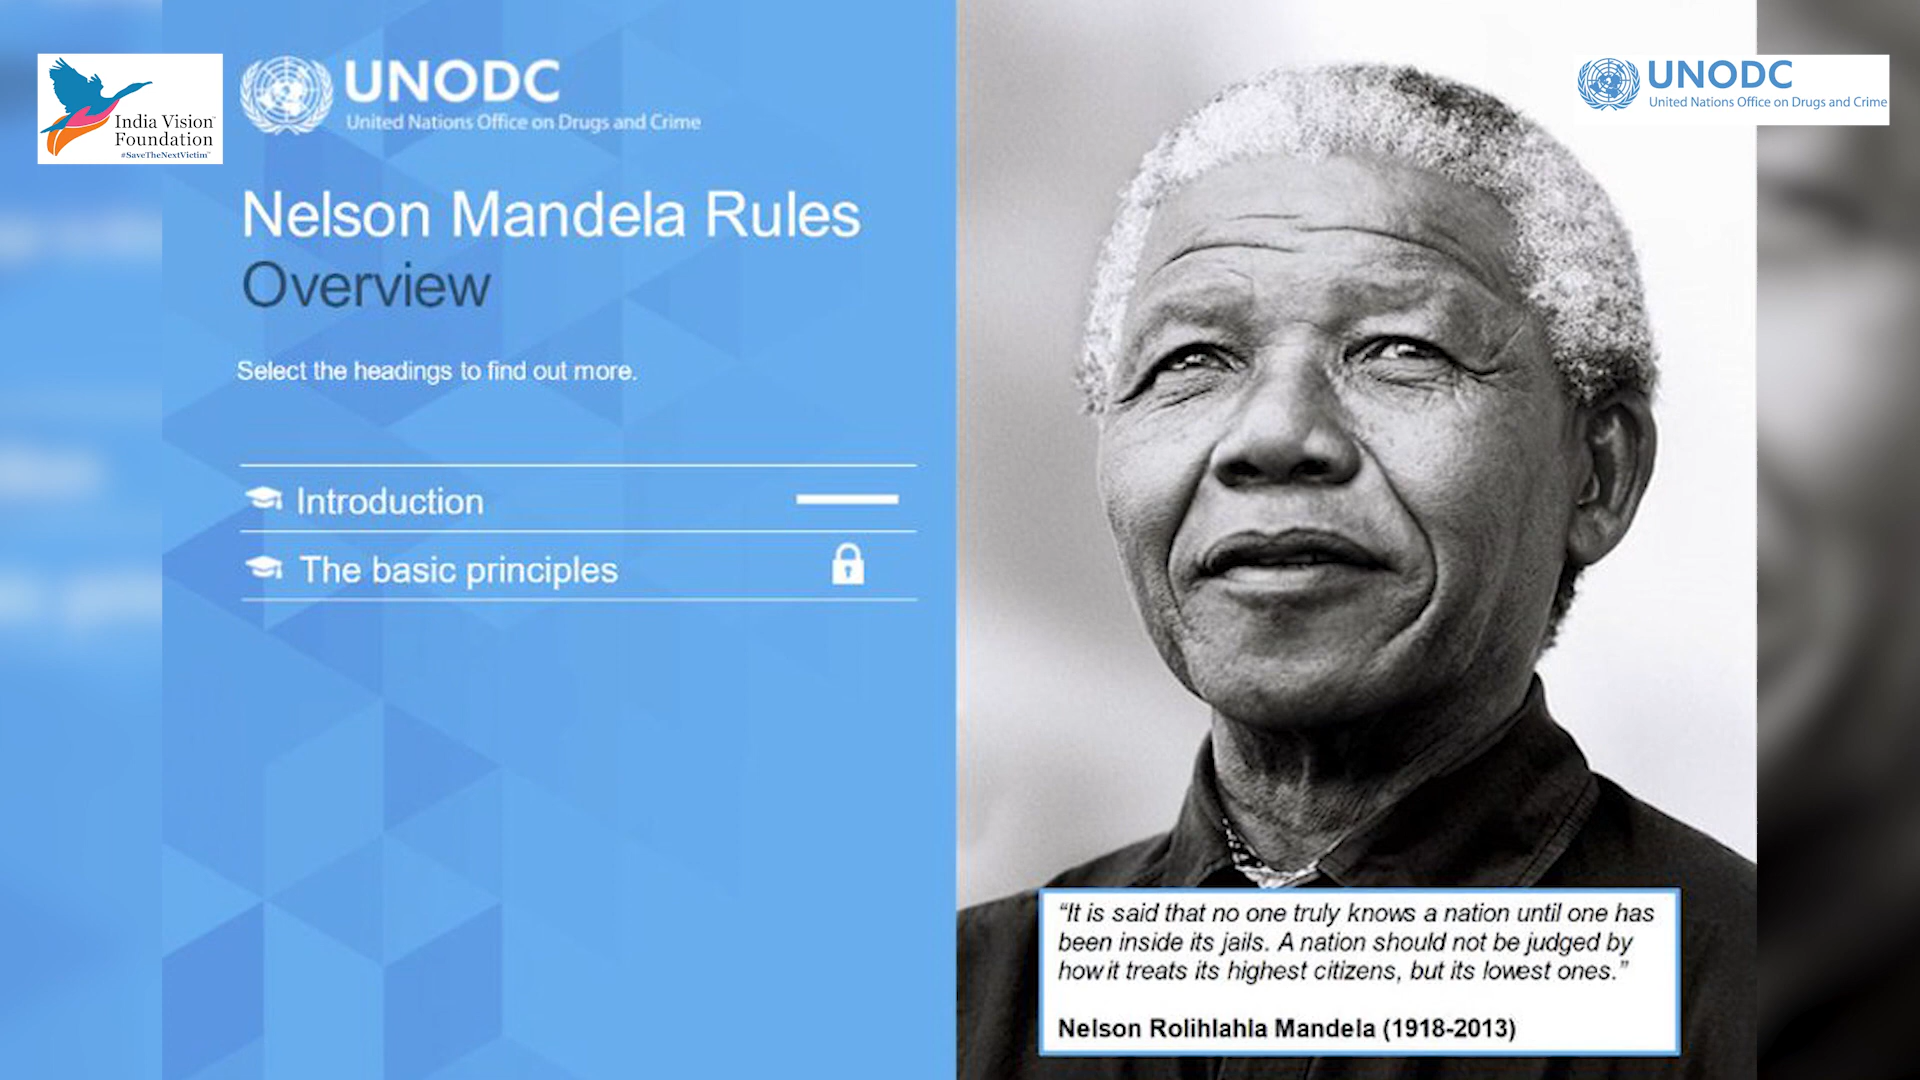 India Vision
Foundation
#SaveTheNextVictim
UNODC
United Nations Office on Drugs and Crime
UNODC
United Nations Office on Drugs and Crime
Nelson Mandela Rules
Overview
Select the headings to find out more.
Introduction
The basic principles
“It is said that no one truly knows a nation until one has
been inside its jails. A nation should not be judged by
how it treats its highest citizens, but its lowest ones.”
Nelson Rolihlahla Mandela (1918-2013)